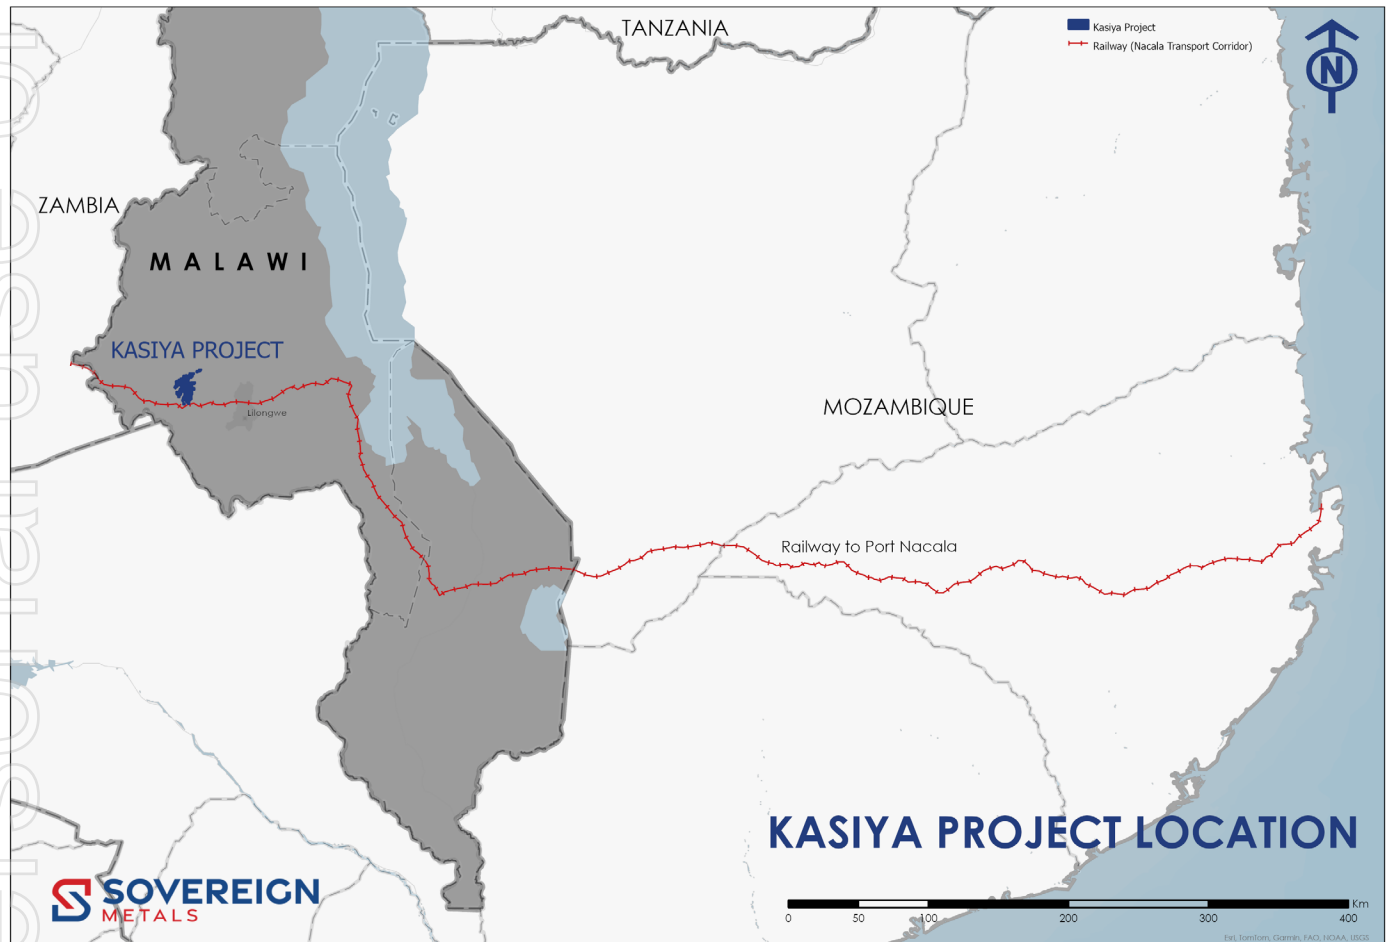 TANZANIA
Kasiya Project
Railway (Nacala Transport Corridor)
N
ZAMBIA
MALAWI
KASIYA PROJECT
Lilongwe
MOZAMBIQUE
Railway to Port Nacala
KASIYA PROJECT LOCATION
SOVEREIGN
METALS
0 50 100 200 300 400 Km
Esri, TomTom, Garmin, FAO, NOAA, USGS